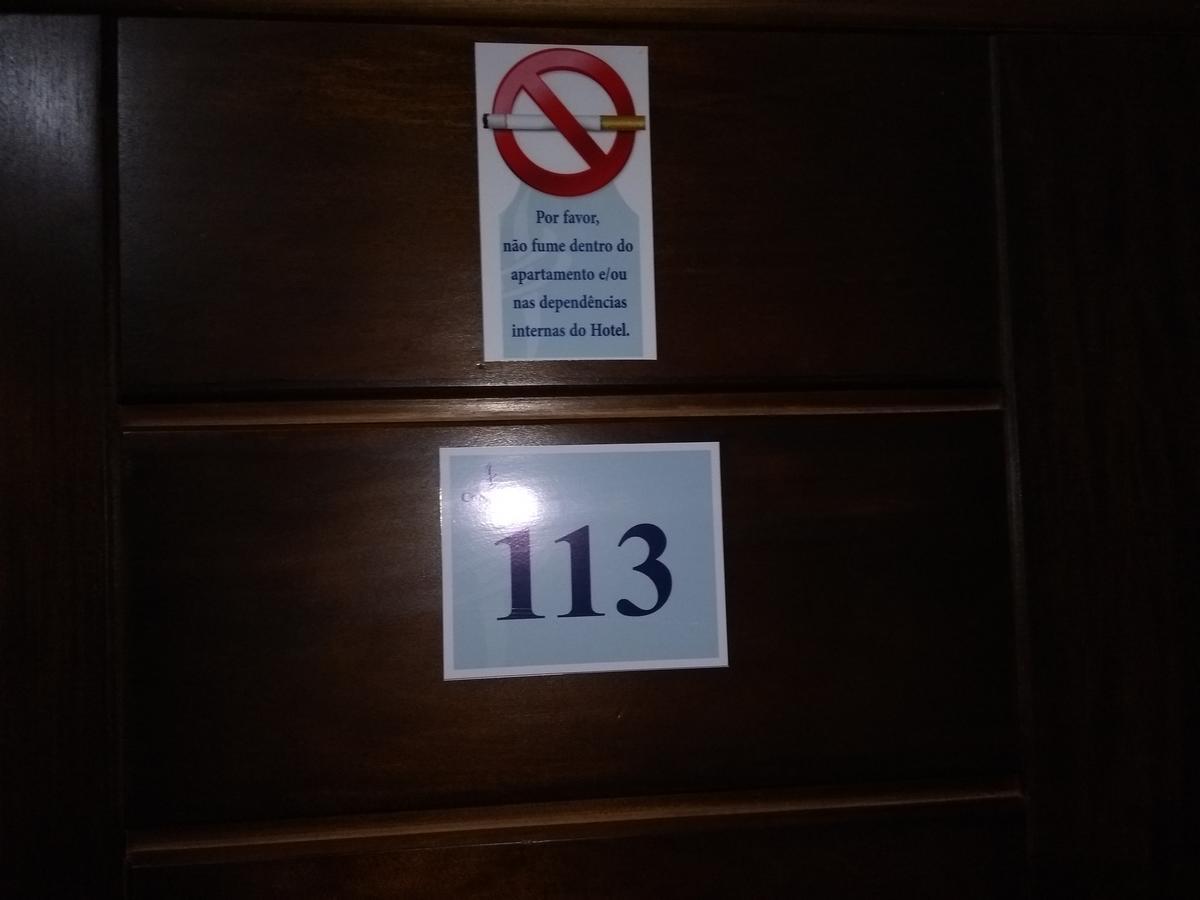 Por favor,
não fume dentro do
apartamento e/ou
nas dependências
internas do Hotel.
113